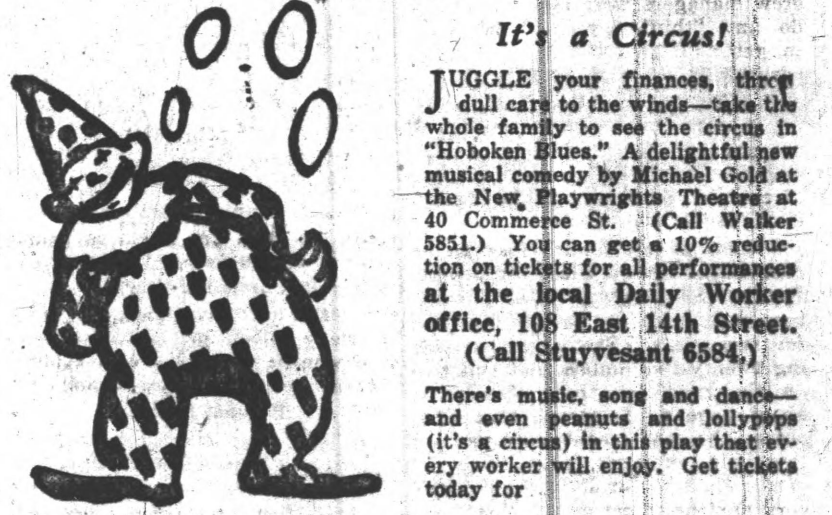 It's a Circus!
JUGGLE your finances, throw
dull care to the winds—take the
whole family to see the circus in
"Hoboken Blues." A delightful new
musical comedy by Michael Gold at
the New Playwrights Theatre at
40 Commerce St. (Call Walker
5851.) You can get a 10% reduc-
tion on tickets for all performances
at the local Daily Worker
office, 108 East 14th Street.
(Call Stuyvesant 6584.)
There's music, song and dance—
and even peanuts and lollypops
(it's a circus) in this play that ev-
ery worker will enjoy. Get tickets
today for